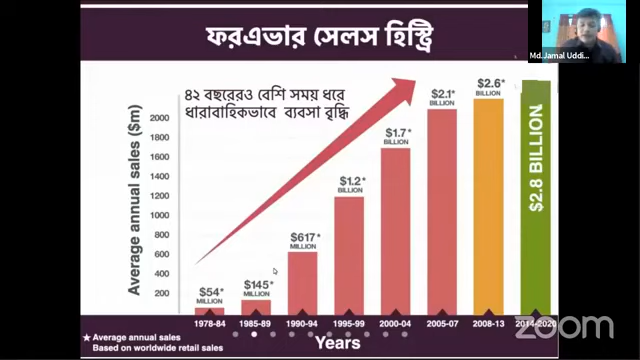 ফরএভার সেলস হিস্ট্রি
Md.Jamal Uddi...
৪২ বছরেরও বেশি সময় ধরে
ধারাবাহিকভাবে ব্যবসা বৃদ্ধি
Average annual sales ($m)
2000
1800
1600
1400
1200
1000
800
600
400
200
$54*
MILLION
$145*
MILLION
$617*
MILLION
$1.2*
BILLION
$1.7*
BILLION
$2.1*
BILLION
$2.6*
BILLION
$2.8 BILLION
1978-84
1985-89
1990-94
1995-99
2000-04
2005-07
2008-13
2014-2020
Years
★ Average annual sales
Based on worldwide retail sales
zoom